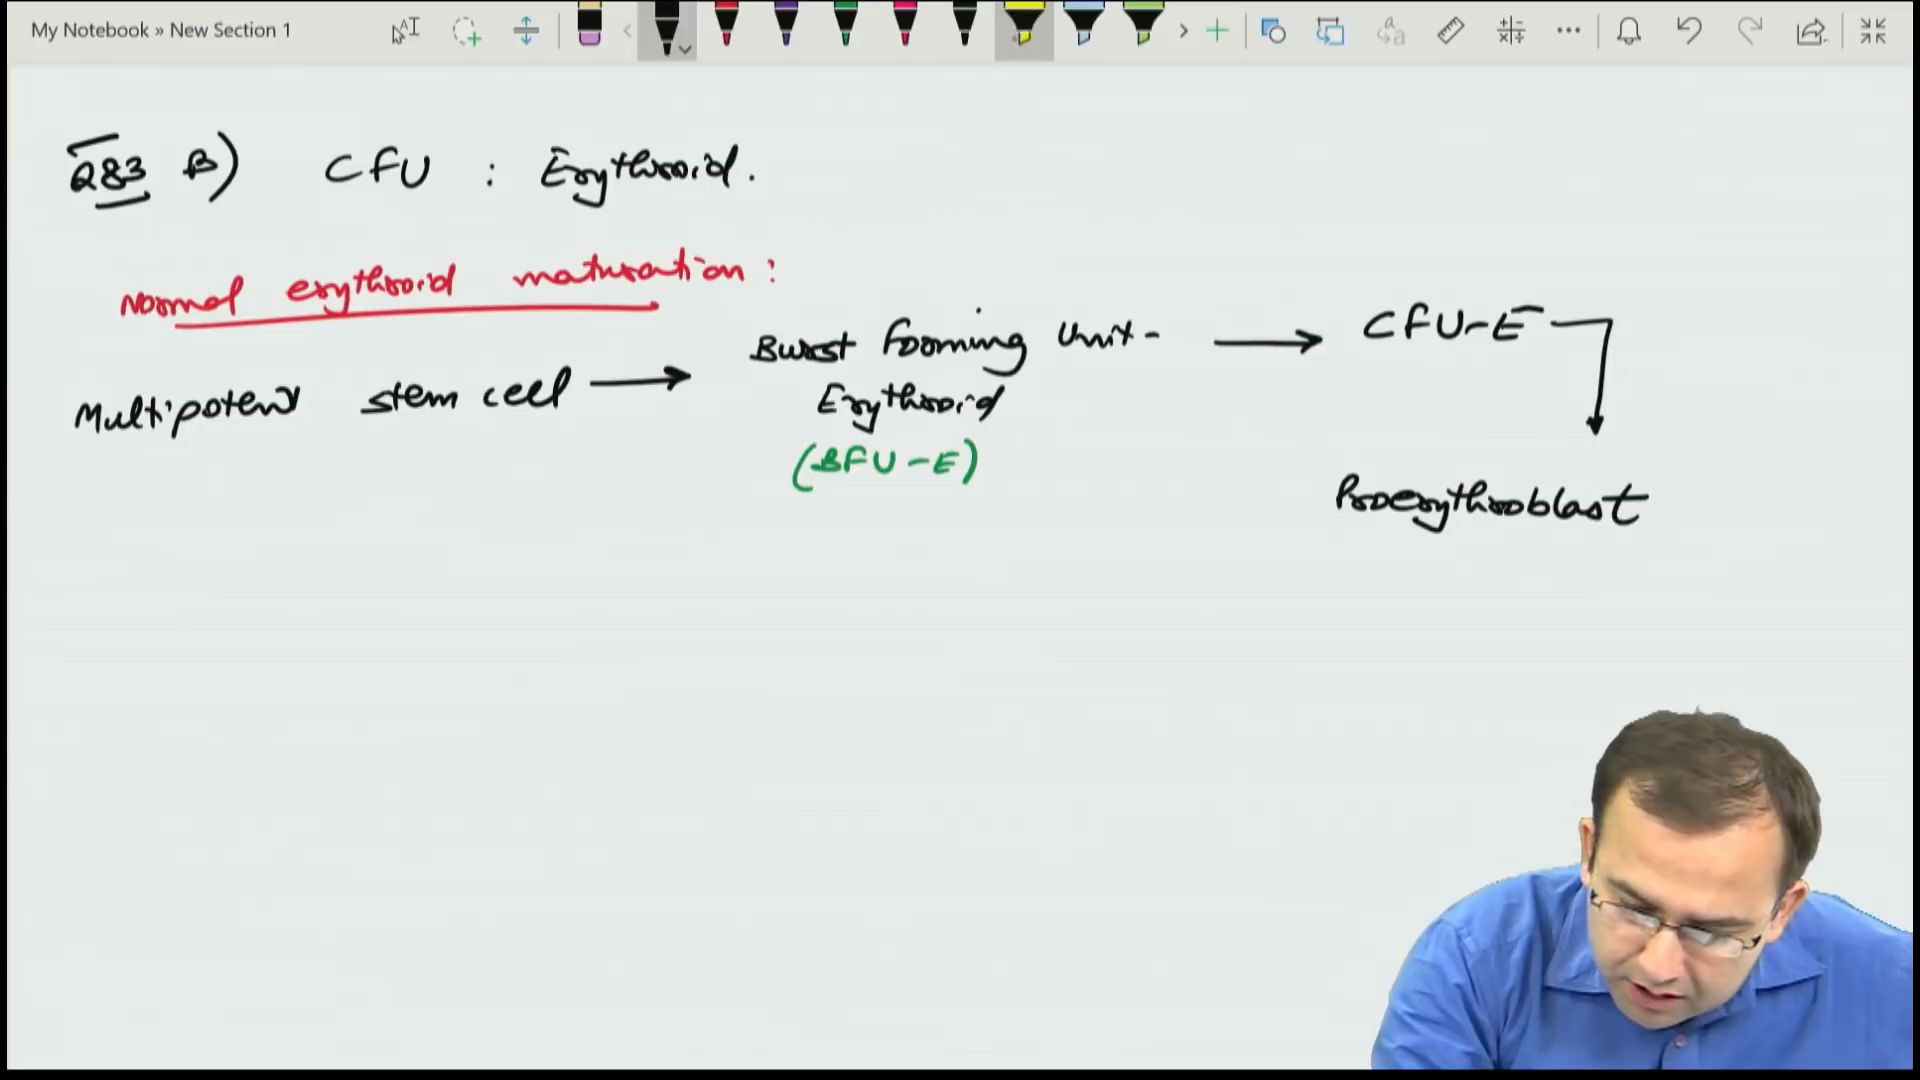 My Notebook » New Section 1
Q83 B) CFU : Erythroid.
Normal erythroid maturation :
Multipotent stem cell → Burst forming Unit - → CFU-E
Erythroid
(BFU-E)
Proerythroblast